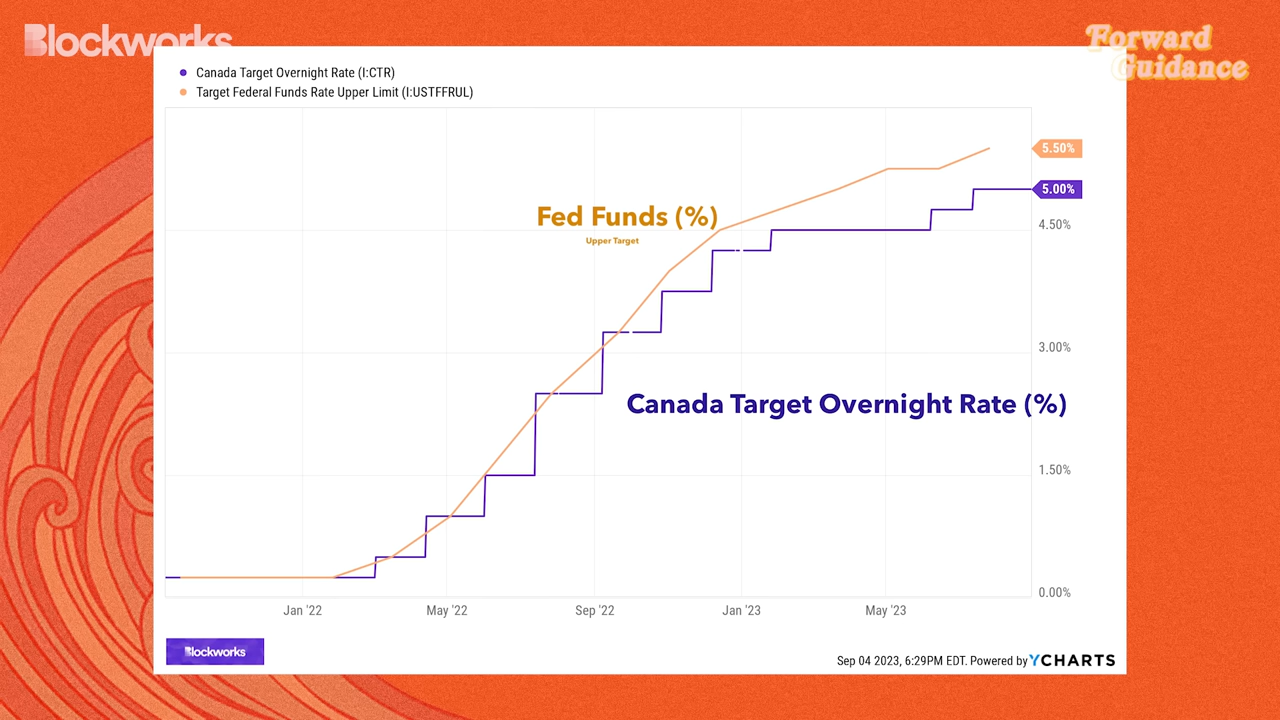 Blockworks
Forward
Guidance
Canada Target Overnight Rate (I:CTR)
Target Federal Funds Rate Upper Limit (I:USTFFRUL)
5.50%
5.00%
Fed Funds (%)
Upper Target
4.50%
3.00%
Canada Target Overnight Rate (%)
1.50%
0.00%
Jan '22
May '22
Sep '22
Jan '23
May '23
Blockworks
Sep 04 2023, 6:29PM EDT. Powered by YCHARTS